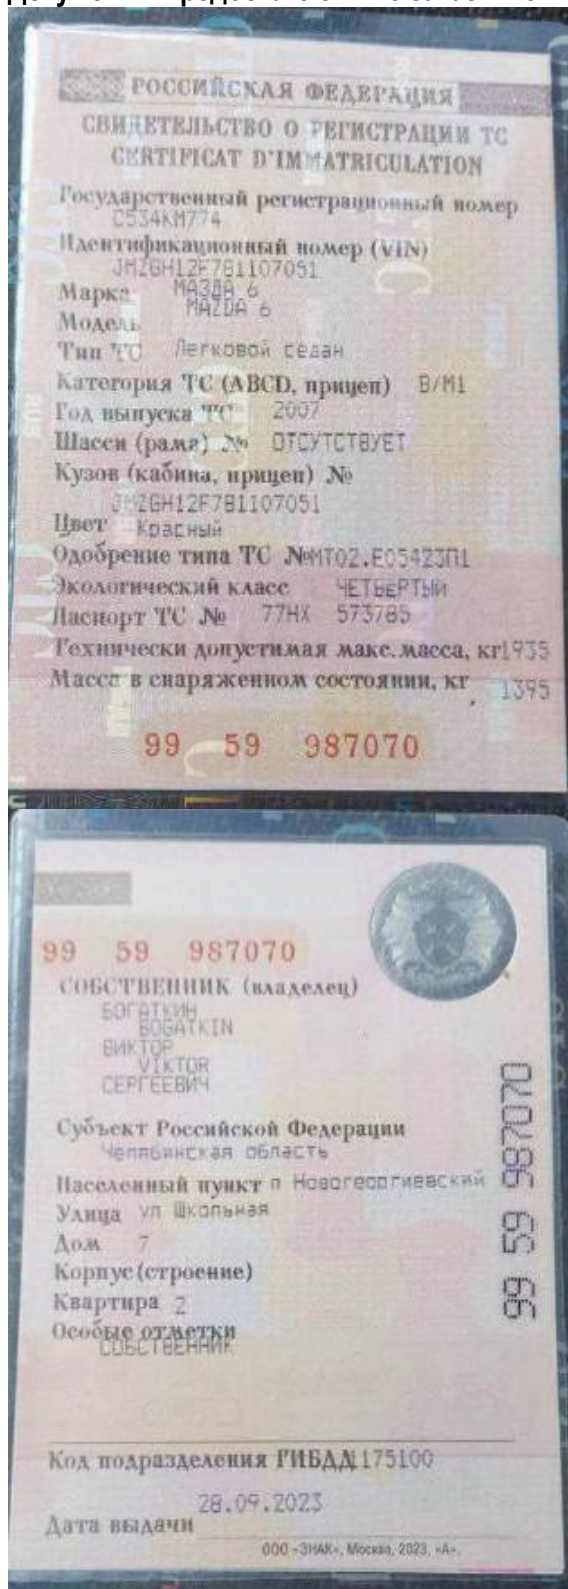 РОССИЙСКАЯ ФЕДЕРАЦИЯ
СВИДЕТЕЛЬСТВО О РЕГИСТРАЦИИ ТС
CERTIFICAT D'IMMATRICULATION
Государственный регистрационный номер
С534КМ774
Идентификационный номер (VIN)
JMZGH12F781107051
Марка МАЗДА 6
Модель MAZDA 6
Тип ТС Легковой седан
Категория ТС (ABCD, прицеп) B/M1
Год выпуска ТС 2007
Шасси (рама) № ОТСУТСТВУЕТ
Кузов (кабина, прицеп) №
JMZGH12F781107051
Цвет Красный
Одобрение типа ТС №МТ02.Е05423П1
Экологический класс ЧЕТВЕРТЫЙ
Паспорт ТС № 77НХ 573785
Технически допустимая макс. масса, кг1935
Масса в снаряженном состоянии, кг 1395
99 59 987070
99 59 987070
СОБСТВЕННИК (владелец)
БОГАТКИН
BOGATKIN
ВИКТОР
VIKTOR
СЕРГЕЕВИЧ
Субъект Российской Федерации
Челябинская область
Населенный пункт п Новогеоргиевский
Улица ул Школьная
Дом 7
Корпус (строение)
Квартира 2
Особые отметки
СОБСТВЕННИК
99 59 987070
Код подразделения ГИБДД 1175100
28.09.2023
Дата выдачи
ООО «ЗНАК», Москва, 2023, «А».